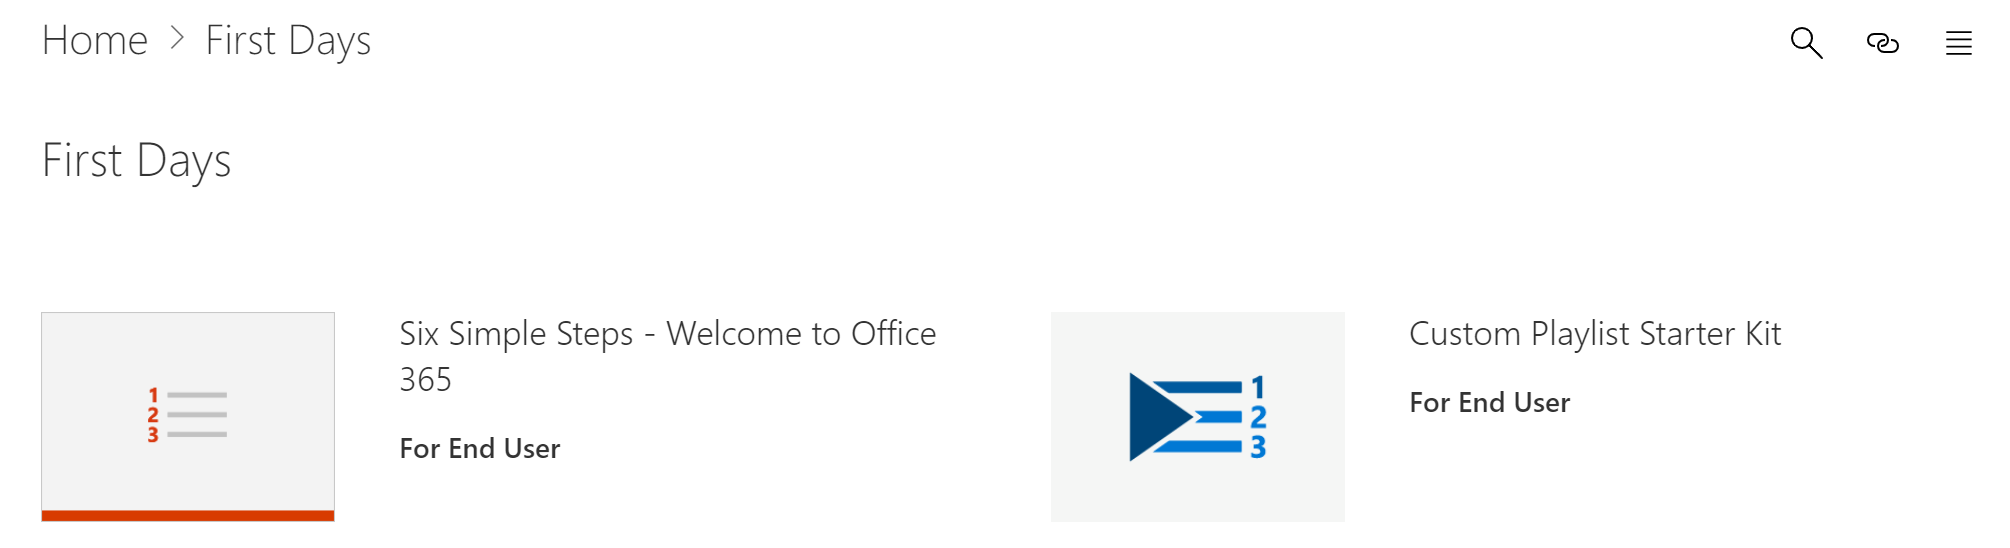 Home > First Days
First Days
1
2
3
Six Simple Steps - Welcome to Office
365
For End User
1
2
3
Custom Playlist Starter Kit
For End User